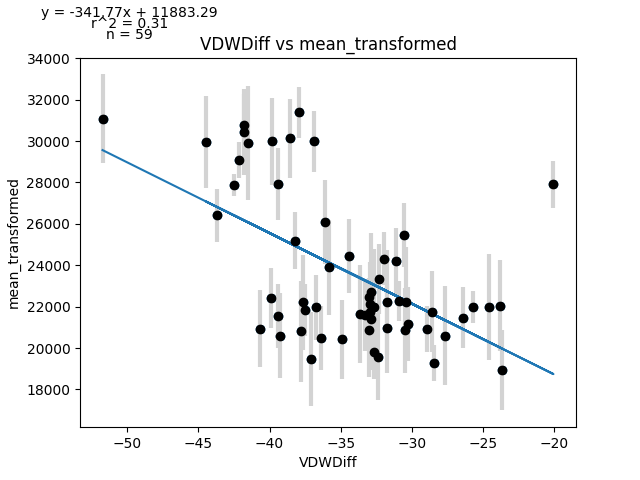 y = -341.77x + 11883.29
r^2 = 0.31
n = 59
VDWDiff vs mean_transformed
34000
32000
30000
28000
26000
24000
22000
20000
18000
mean_transformed
−50 −45 −40 −35 −30 −25 −20
VDWDiff